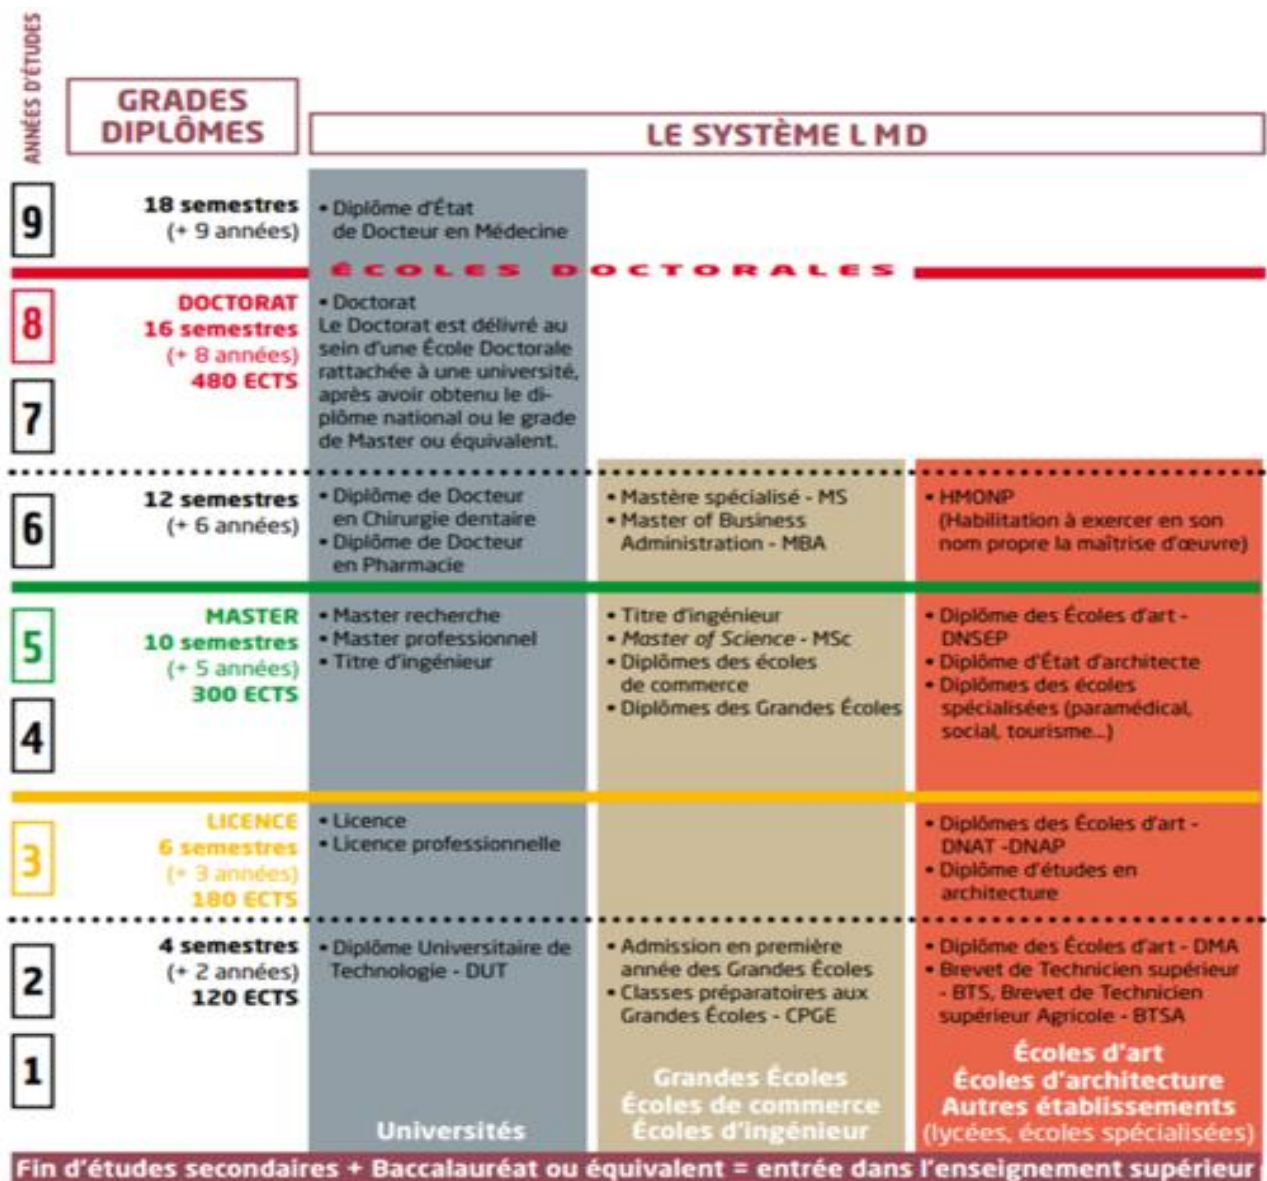 ANNÉES D'ÉTUDES
GRADES
DIPLÔMES
LE SYSTÈME L M D
9
18 semestres
(+ 9 années)
• Diplôme d'État
de Docteur en Médecine
ÉCOLES DOCTORALES
8
7
DOCTORAT
16 semestres
(+ 8 années)
480 ECTS
• Doctorat
Le Doctorat est délivré au
sein d'une École Doctorale
rattachée à une université,
après avoir obtenu le di-
plôme national ou le grade
de Master ou équivalent.
6
12 semestres
(+ 6 années)
• Diplôme de Docteur
en Chirurgie dentaire
• Diplôme de Docteur
en Pharmacie
• Mastère spécialisé - MS
• Master of Business
Administration - MBA
• HMONP
(Habilitation à exercer en son
nom propre la maîtrise d'œuvre)
5
4
MASTER
10 semestres
(+ 5 années)
300 ECTS
• Master recherche
• Master professionnel
• Titre d'ingénieur
• Titre d'ingénieur
• Master of Science - MSc
• Diplômes des écoles
de commerce
• Diplômes des Grandes Écoles
• Diplôme des Écoles d'art -
DNSEP
• Diplôme d'État d'architecte
• Diplômes des écoles
spécialisées (paramédical,
social, tourisme...)
3
LICENCE
6 semestres
(+ 3 années)
180 ECTS
• Licence
• Licence professionnelle
• Diplômes des Écoles d'art -
DNAT -DNAP
• Diplôme d'études en
architecture
2
1
4 semestres
(+ 2 années)
120 ECTS
• Diplôme Universitaire de
Technologie - DUT
• Admission en première
année des Grandes Écoles
• Classes préparatoires aux
Grandes Écoles - CPGE
• Diplôme des Écoles d'art - DMA
• Brevet de Technicien supérieur
- BTS, Brevet de Technicien
supérieur Agricole - BTSA
Universités
Grandes Écoles
Écoles de commerce
Écoles d'ingénieur
Écoles d'art
Écoles d'architecture
Autres établissements
(lycées, écoles spécialisées)
Fin d'études secondaires + Baccalauréat ou équivalent = entrée dans l'enseignement supérieur